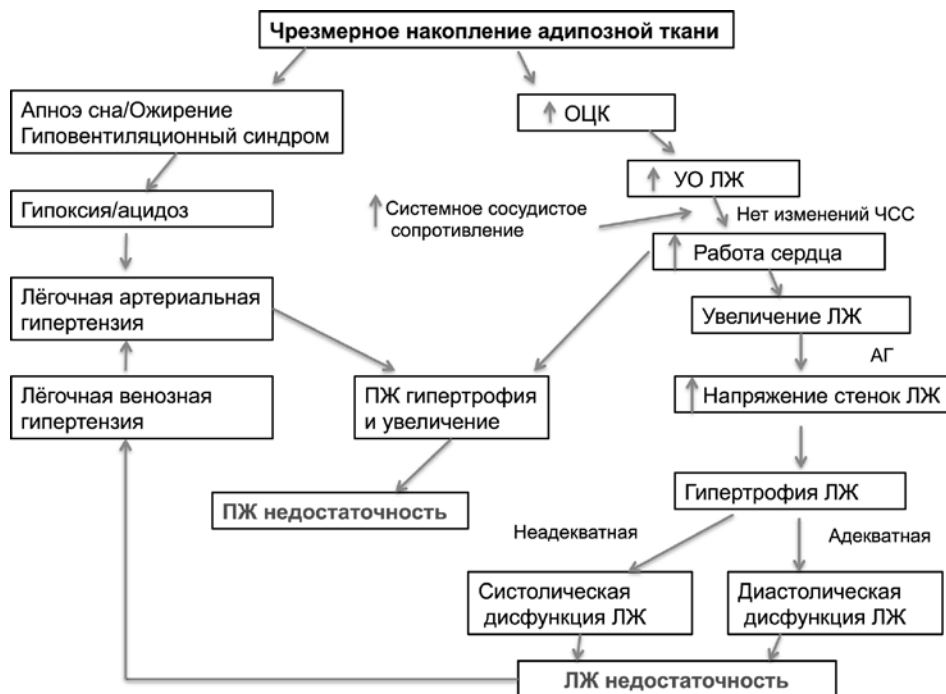 Чрезмерное накопление адипозной ткани
Апноэ сна/Ожирение
Гиповентиляционный синдром
ОЦК
УО ЛЖ
Гипоксия/ацидоз
Системное сосудистое
сопротивление
Нет изменений ЧСС
Работа сердца
Лёгочная артериальная
гипертензия
Увеличение ЛЖ
АГ
Лёгочная венозная
гипертензия
ПЖ гипертрофия
и увеличение
Напряжение стенок ЛЖ
ПЖ недостаточность
Гипертрофия ЛЖ
Неадекватная
Адекватная
Систолическая
дисфункция ЛЖ
Диастолическая
дисфункция ЛЖ
ЛЖ недостаточность